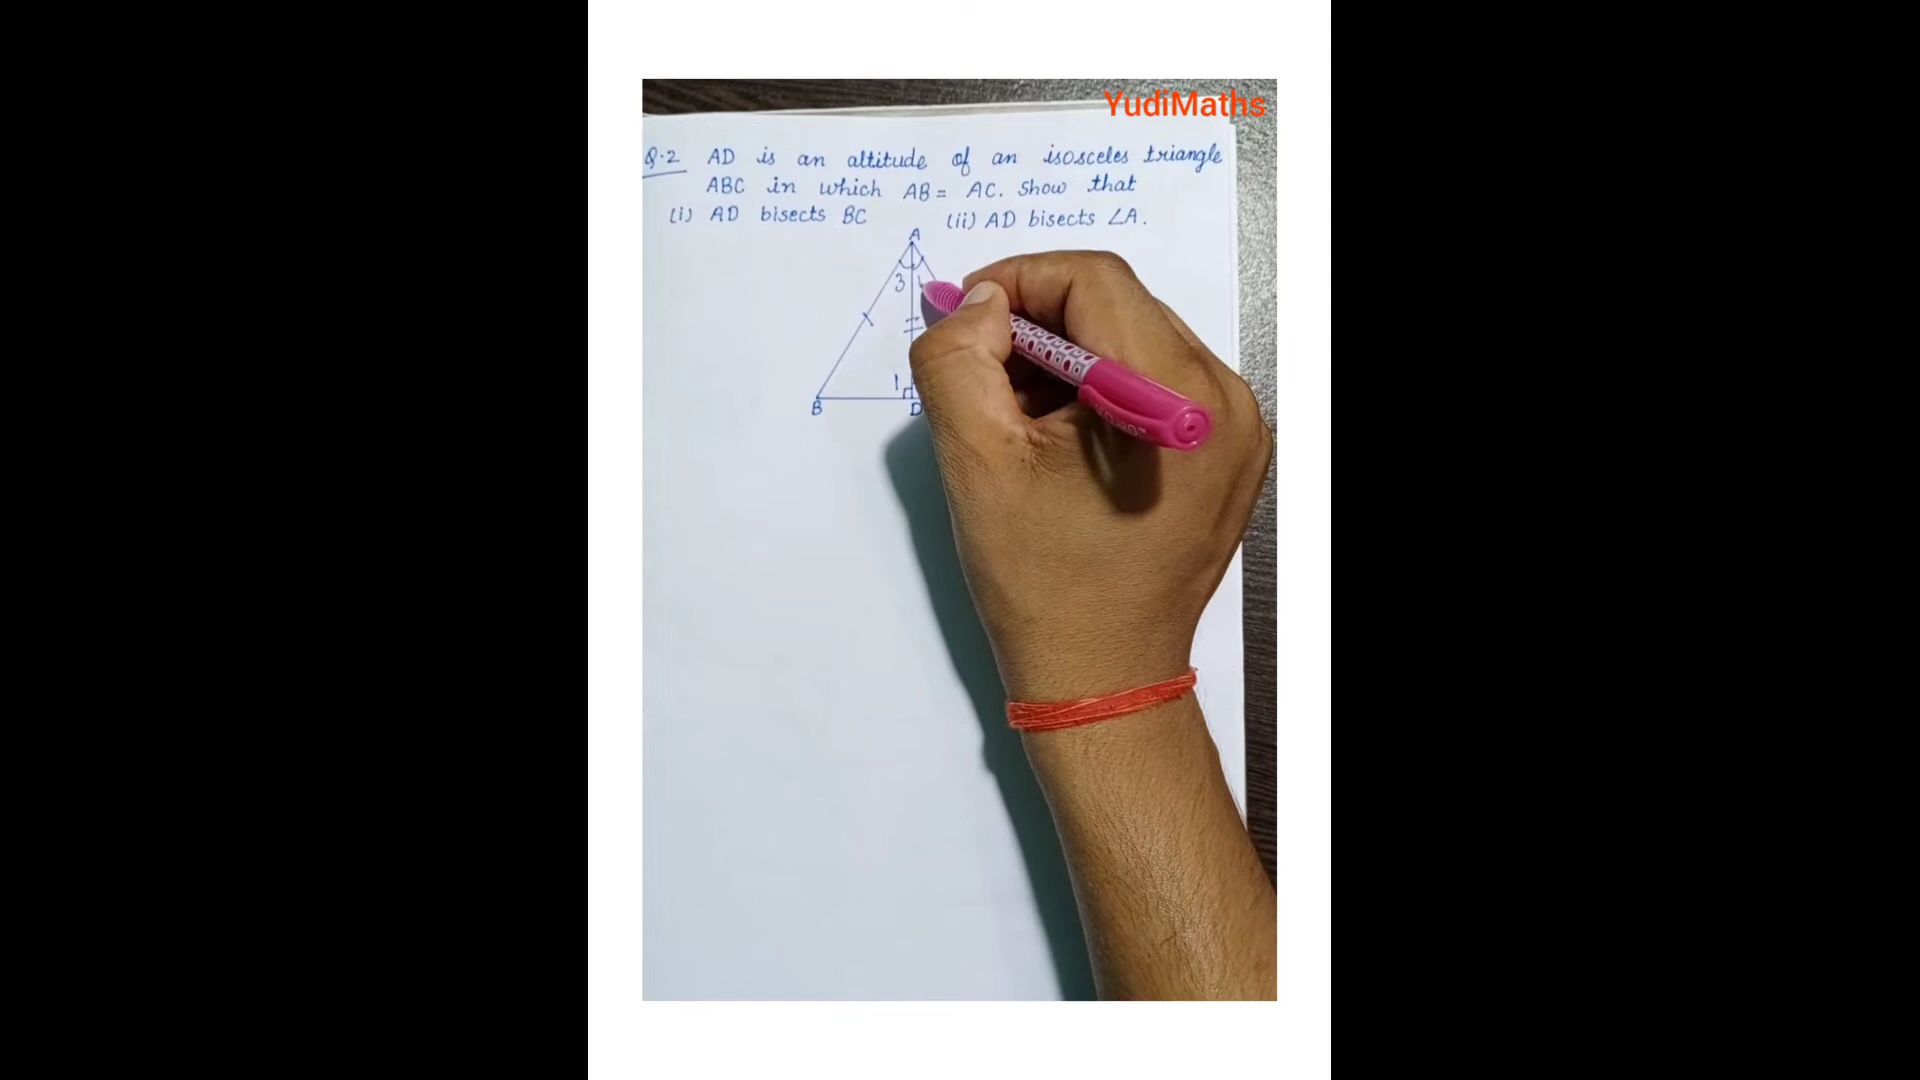 YudiMaths
Q.2 AD is an altitude of an isosceles triangle
ABC in which AB = AC. Show that
(i) AD bisects BC (ii) AD bisects ∠A.
A
3
1
B D